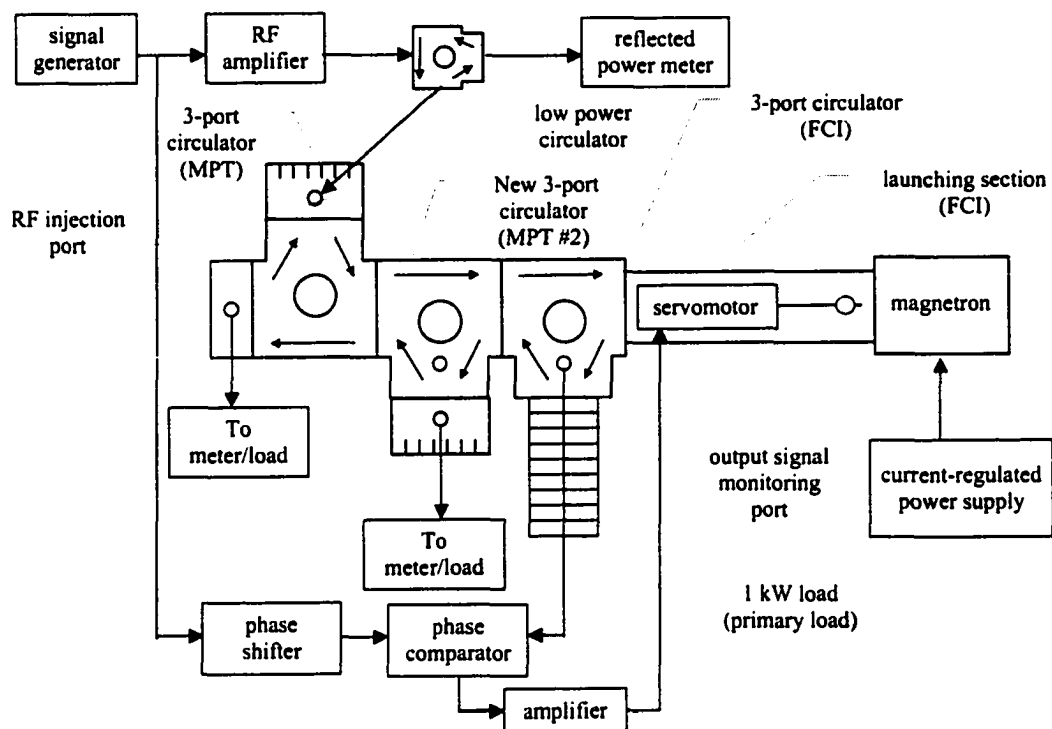 signal
generator
RF
amplifier
reflected
power meter
3-port
circulator
(MPT)
low power
circulator
3-port circulator
(FCI)
RF injection
port
New 3-port
circulator
(MPT #2)
launching section
(FCI)
servomotor
magnetron
To
meter/load
output signal
monitoring
port
current-regulated
power supply
To
meter/load
1 kW load
(primary load)
phase
shifter
phase
comparator
amplifier